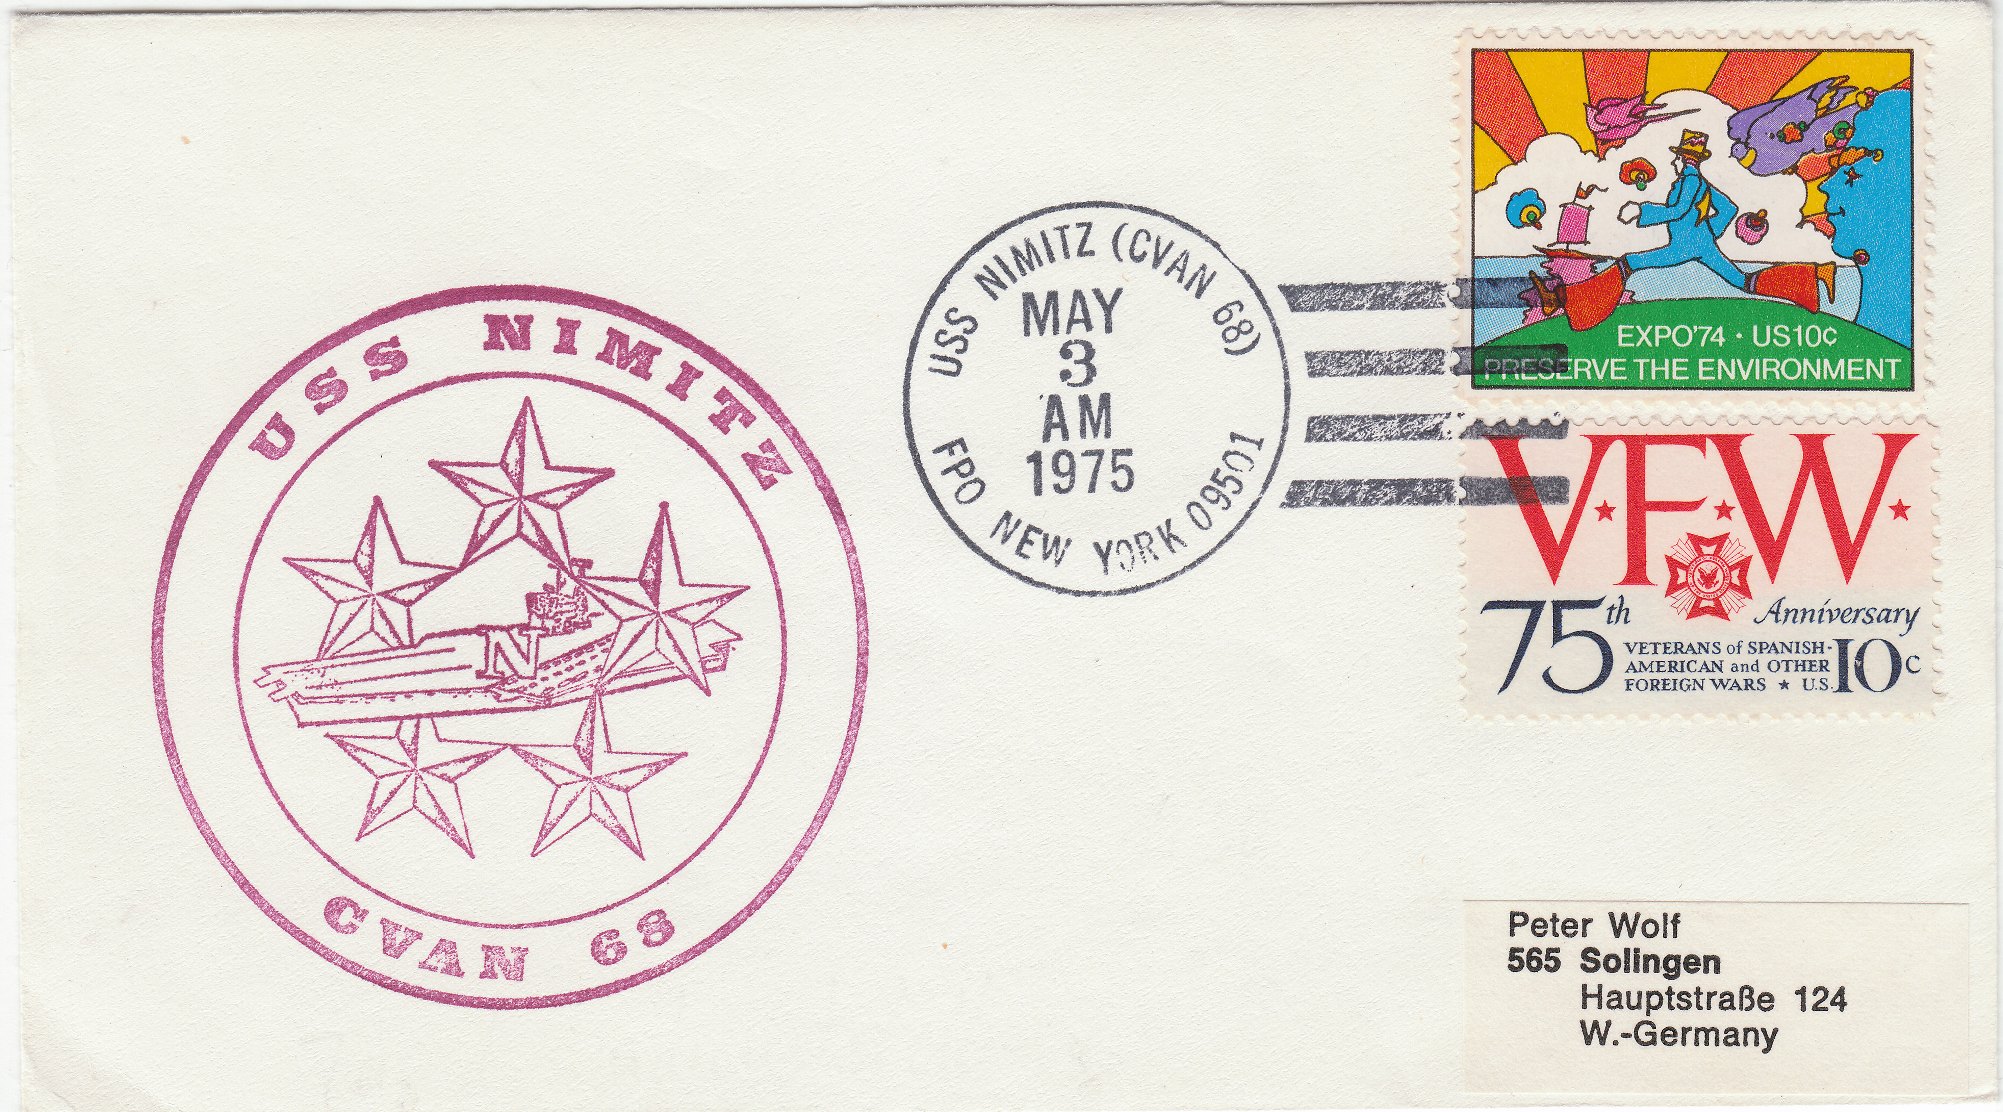 USS NIMITZ
N
CVAN 68
USS NIMITZ (CVAN 68)
MAY
3
AM
1975
FPO NEW YORK 09501
EXPO'74 · US10c
PRESERVE THE ENVIRONMENT
V★F★W★
75th Anniversary
VETERANS of SPANISH-
AMERICAN and OTHER
FOREIGN WARS ★ U.S. 10c
Peter Wolf
565 Solingen
Hauptstraße 124
W.-Germany